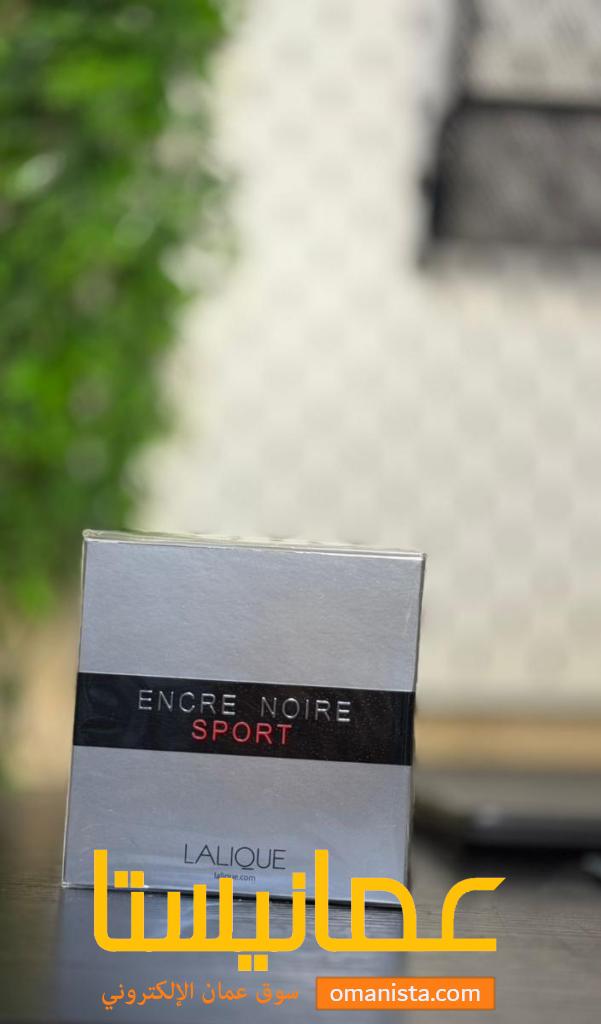 ENCRE NOIRE
SPORT
LALIQUE
lalique.com
عمانيستا
سوق عمان الإلكتروني omanista.com